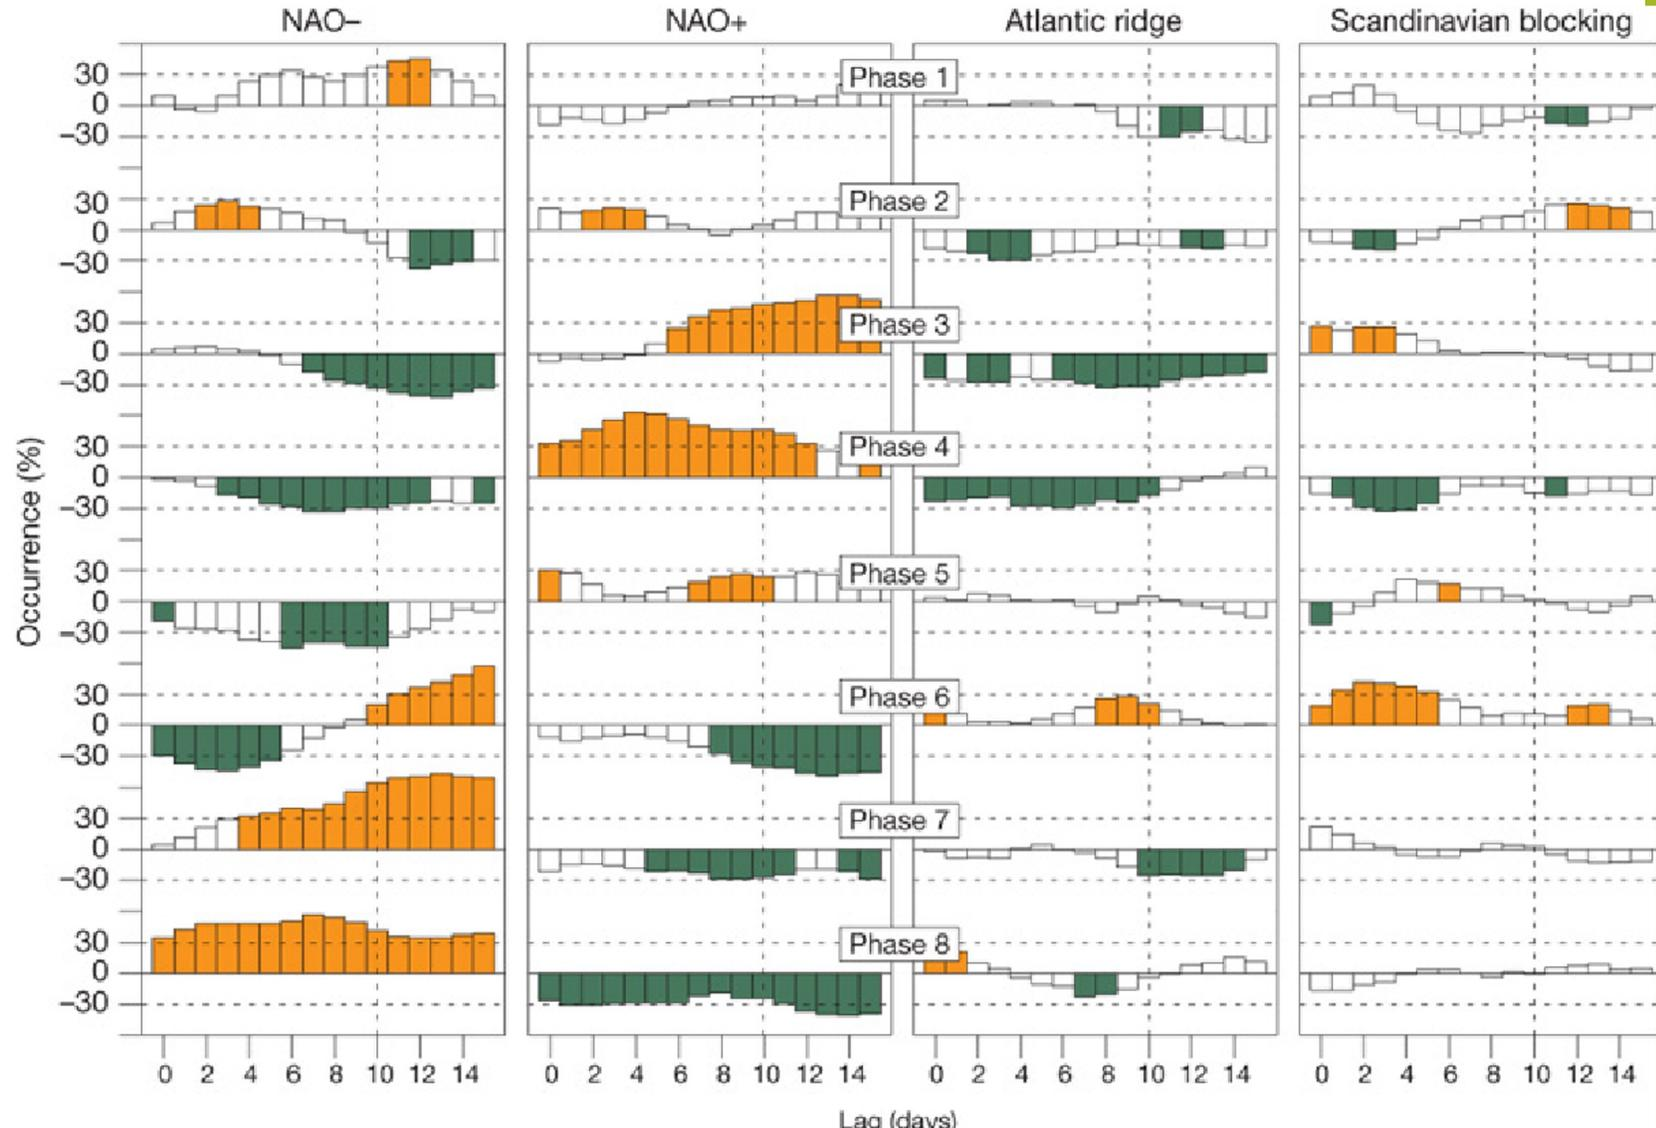 NAO– NAO+ Atlantic ridge Scandinavian blocking
Occurrence (%)
30
0
–30
Phase 1
30
0
–30
Phase 2
30
0
–30
Phase 3
30
0
–30
Phase 4
30
0
–30
Phase 5
30
0
–30
Phase 6
30
0
–30
Phase 7
30
0
–30
Phase 8
0 2 4 6 8 10 12 14 0 2 4 6 8 10 12 14 0 2 4 6 8 10 12 14 0 2 4 6 8 10 12 14
Lag (days)